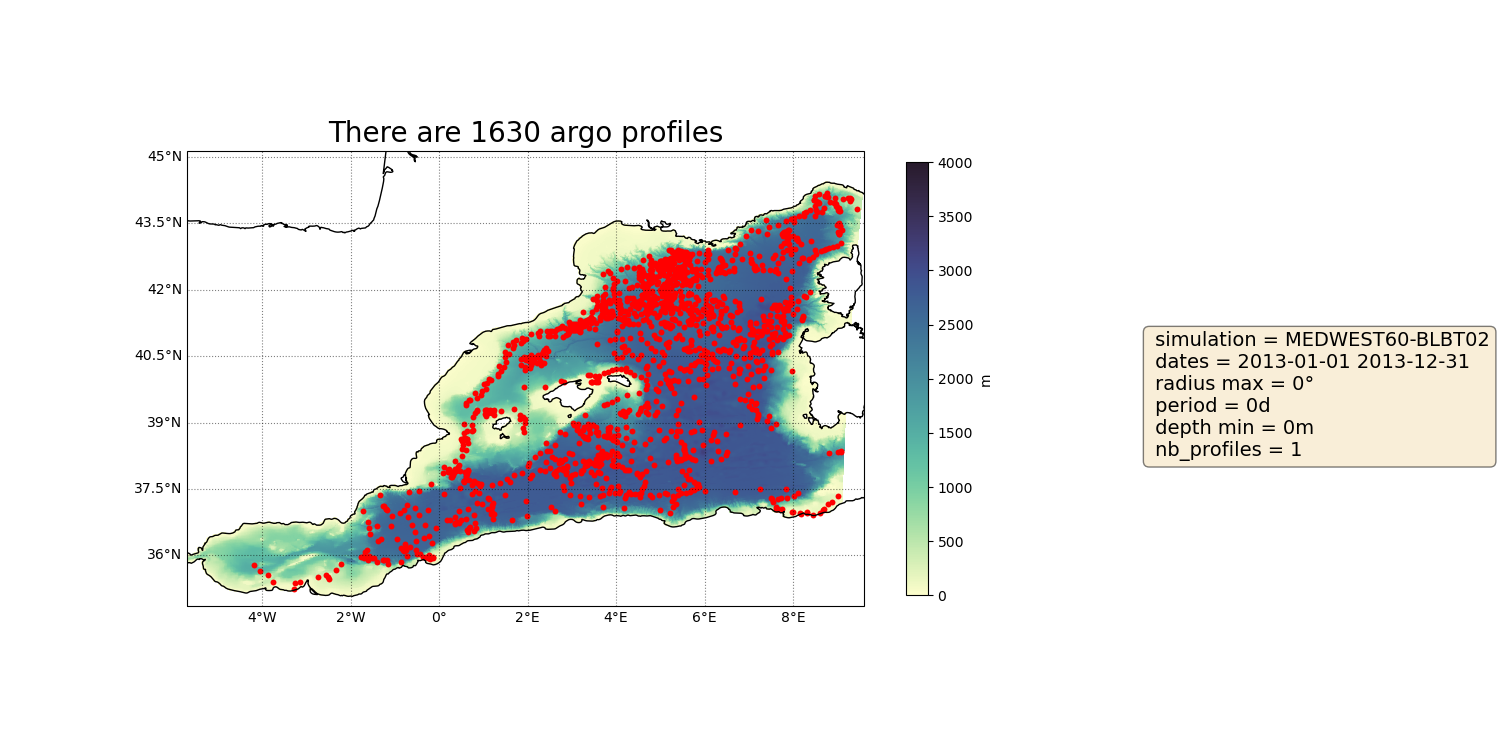 There are 1630 argo profiles
45°N
43.5°N
42°N
40.5°N
39°N
37.5°N
36°N
4°W
2°W
0°
2°E
4°E
6°E
8°E
4000
3500
3000
2500
2000
1500
1000
500
0
m
simulation = MEDWEST60-BLBT02
dates = 2013-01-01 2013-12-31
radius max = 0°
period = 0d
depth min = 0m
nb_profiles = 1